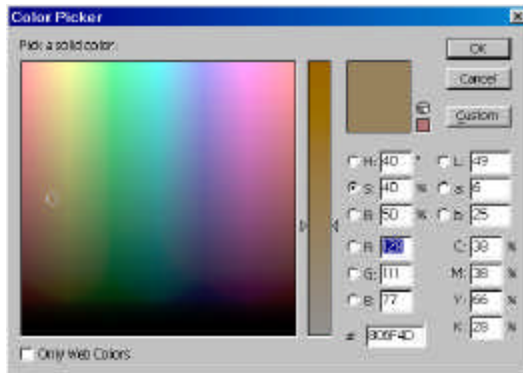 Color Picker
Pick a solid color:
OK
Cancel
Custom
H: 40 °
S: 40 %
B: 50 %
L: 49
a: 6
b: 25
R: 128
G: 111
B: 77
C: 38 %
M: 38 %
Y: 66 %
K: 28 %
# 806F4D
Only Web Colors